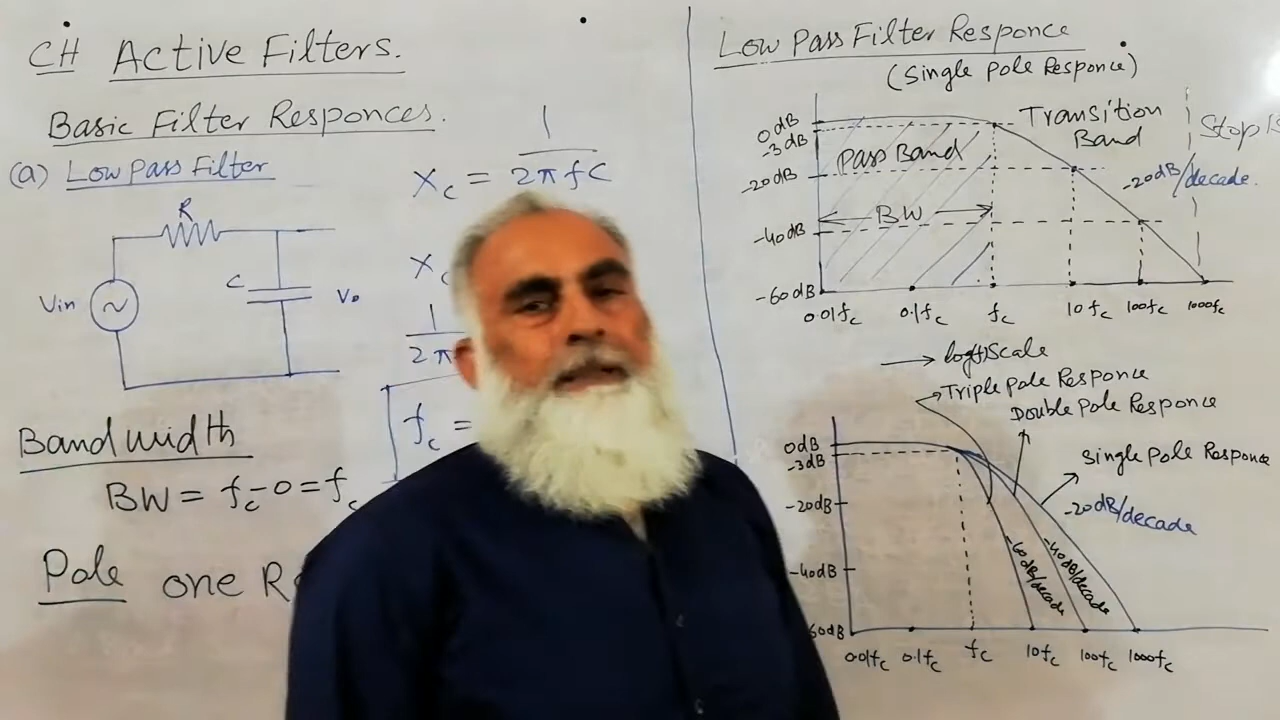 CH Active Filters.
Basic Filter Responces.
(a) Low Pass Filter
R
C
Vin
Vo
Xc = 1/2πfC
Xc
1/2π
fc =
Bandwidth
BW = fc-0 = fc
Pole one R
Low Pass Filter Responce
(Single Pole Responce)
0dB
-3dB
-20dB
-40dB
-60dB
Pass Band
BW
Transition
Band
Stop
-20dB/decade.
0.01fc 0.1fc fc 10fc 100fc 1000fc
Scale
Triple Pole Responce
Double Pole Responce
Single Pole Responce
-20dB/decade
0dB
-3dB
-20dB
-40dB
60dB
-60dB/decade
-40dB/decade
0.01fc 0.1fc fc 10fc 100fc 1000fc